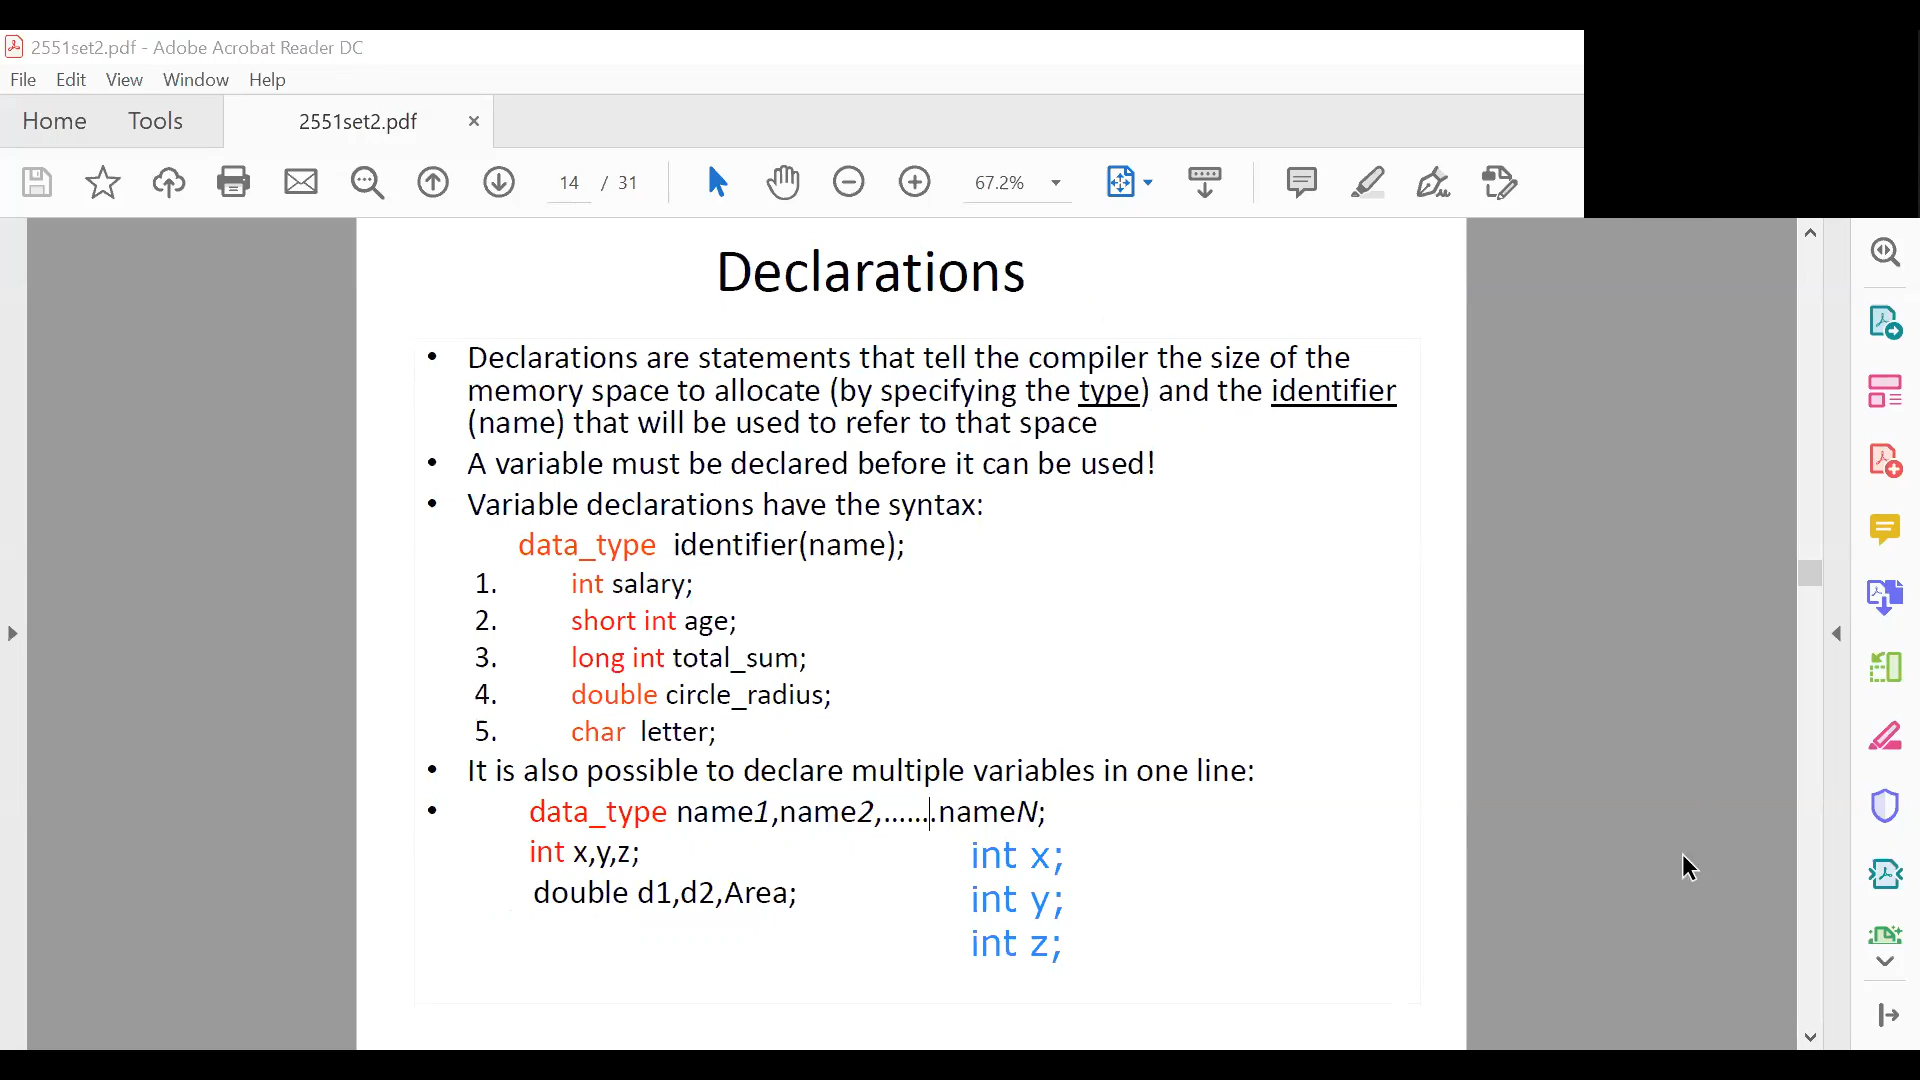 2551set2.pdf - Adobe Acrobat Reader DC
File Edit View Window Help
Home Tools 2551set2.pdf ×
14 / 31 67.2%
Declarations
• Declarations are statements that tell the compiler the size of the
memory space to allocate (by specifying the type) and the identifier
(name) that will be used to refer to that space
• A variable must be declared before it can be used!
• Variable declarations have the syntax:
data_type identifier(name);
1. int salary;
2. short int age;
3. long int total_sum;
4. double circle_radius;
5. char letter;
• It is also possible to declare multiple variables in one line:
• data_type name1,name2,.......nameN;
int x,y,z;
int x;
double d1,d2,Area;
int y;
int z;